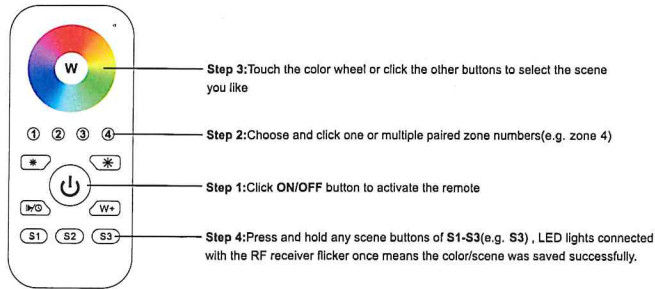 W
Step 3:Touch the color wheel or click the other buttons to select the scene
you like
1 2 3 4
Step 2:Choose and click one or multiple paired zone numbers(e.g. zone 4)
Step 1:Click ON/OFF button to activate the remote
W+
S1 S2 S3
Step 4:Press and hold any scene buttons of S1-S3(e.g. S3) , LED lights connected
with the RF receiver flicker once means the color/scene was saved successfully.